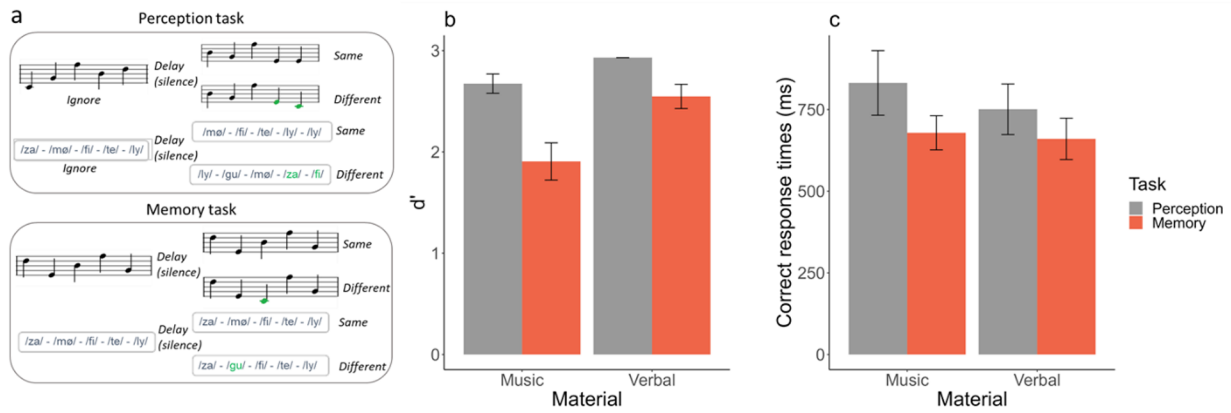 a
Perception task
Delay
(silence)
Same
Ignore
Different
/za/ - /mø/ - /fi/ - /te/ - /ly/
Ignore
Delay
(silence)
/mø/ - /fi/ - /te/ - /ly/ - /ly/
Same
/ly/ - /gu/ - /mø/ - /za/ - /fi/
Different
Memory task
Delay
(silence)
Same
Different
/za/ - /mø/ - /fi/ - /te/ - /ly/
Delay
(silence)
/za/ - /mø/ - /fi/ - /te/ - /ly/
Same
/za/ - /gu/ - /fi/ - /te/ - /ly/
Different
b
3
2
1
0
d'
Music
Verbal
Material
c
750
500
250
0
Correct response times (ms)
Music
Verbal
Material
Task
Perception
Memory